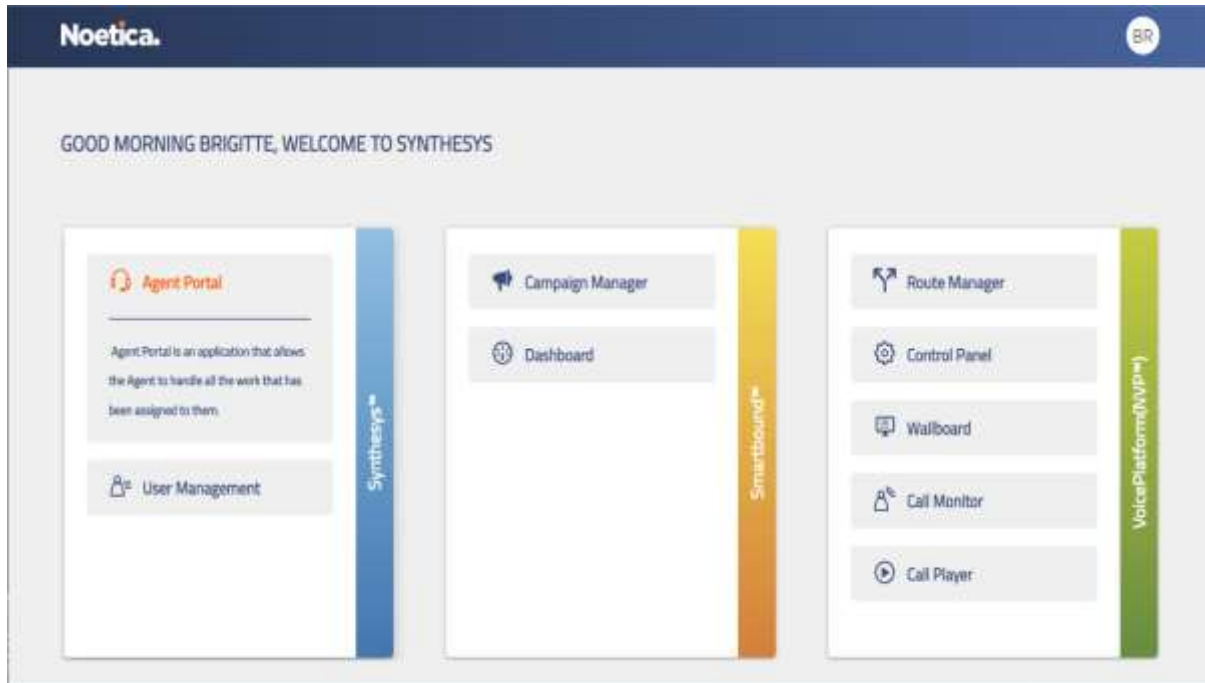 Noetica.
BR
GOOD MORNING BRIGITTE, WELCOME TO SYNTHESYS
Agent Portal
Agent Portal is an application that allows
the Agent to handle all the work that has
been assigned to them.
User Management
Synthesys™
Campaign Manager
Dashboard
Smartbound™
Route Manager
Control Panel
Wallboard
Call Monitor
Call Player
VoicePlatform(NVP™)